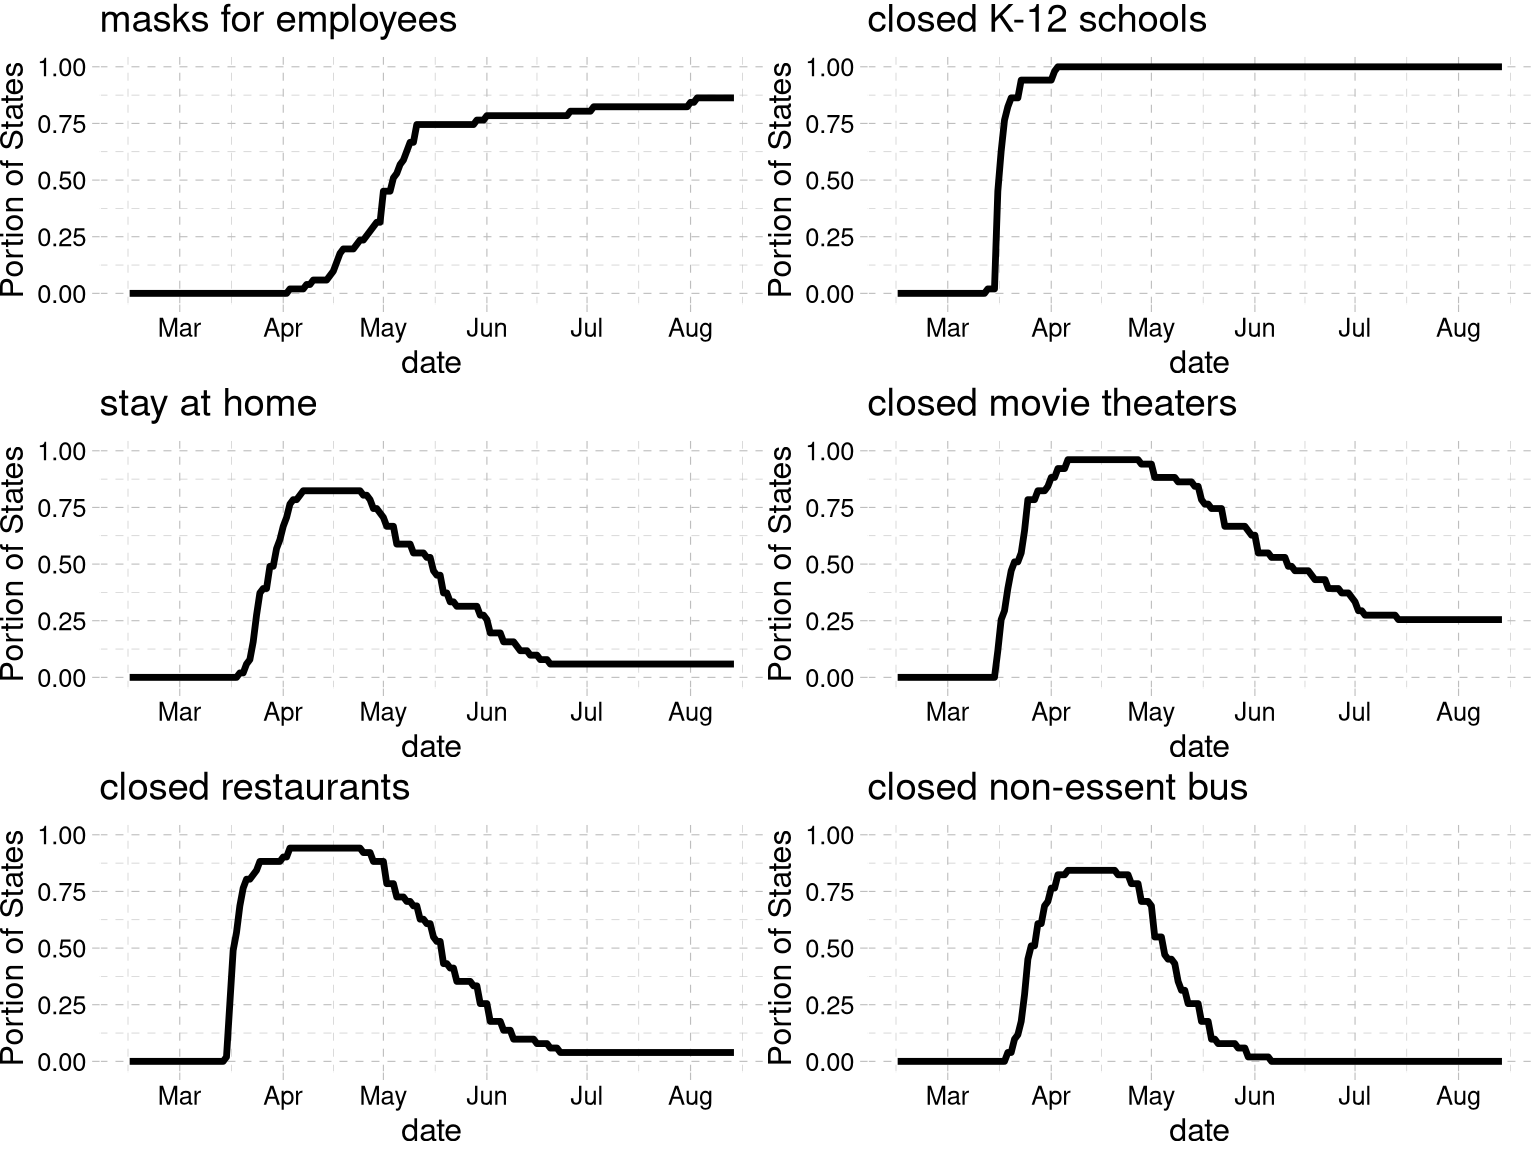 masks for employees
Portion of States
1.00
0.75
0.50
0.25
0.00
Mar Apr May Jun Jul Aug
date
closed K-12 schools
Portion of States
1.00
0.75
0.50
0.25
0.00
Mar Apr May Jun Jul Aug
date
stay at home
Portion of States
1.00
0.75
0.50
0.25
0.00
Mar Apr May Jun Jul Aug
date
closed movie theaters
Portion of States
1.00
0.75
0.50
0.25
0.00
Mar Apr May Jun Jul Aug
date
closed restaurants
Portion of States
1.00
0.75
0.50
0.25
0.00
Mar Apr May Jun Jul Aug
date
closed non-essent bus
Portion of States
1.00
0.75
0.50
0.25
0.00
Mar Apr May Jun Jul Aug
date